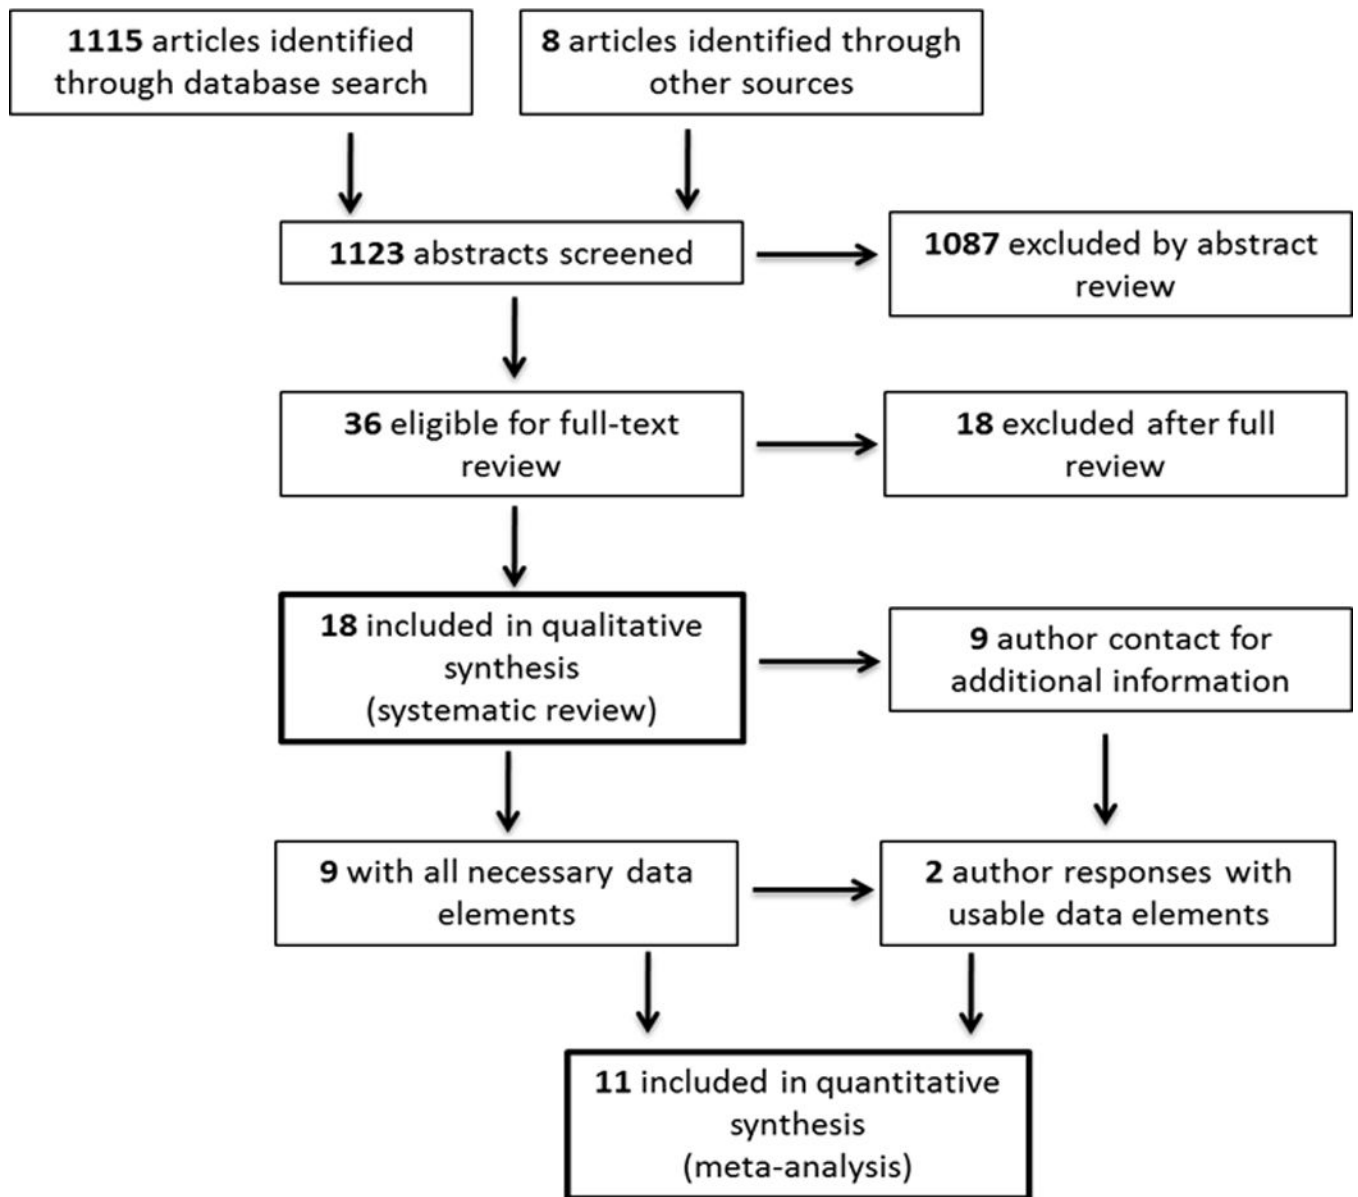 1115 articles identified
through database search
8 articles identified through
other sources
1123 abstracts screened
1087 excluded by abstract
review
36 eligible for full-text
review
18 excluded after full
review
18 included in qualitative
synthesis
(systematic review)
9 author contact for
additional information
9 with all necessary data
elements
2 author responses with
usable data elements
11 included in quantitative
synthesis
(meta-analysis)